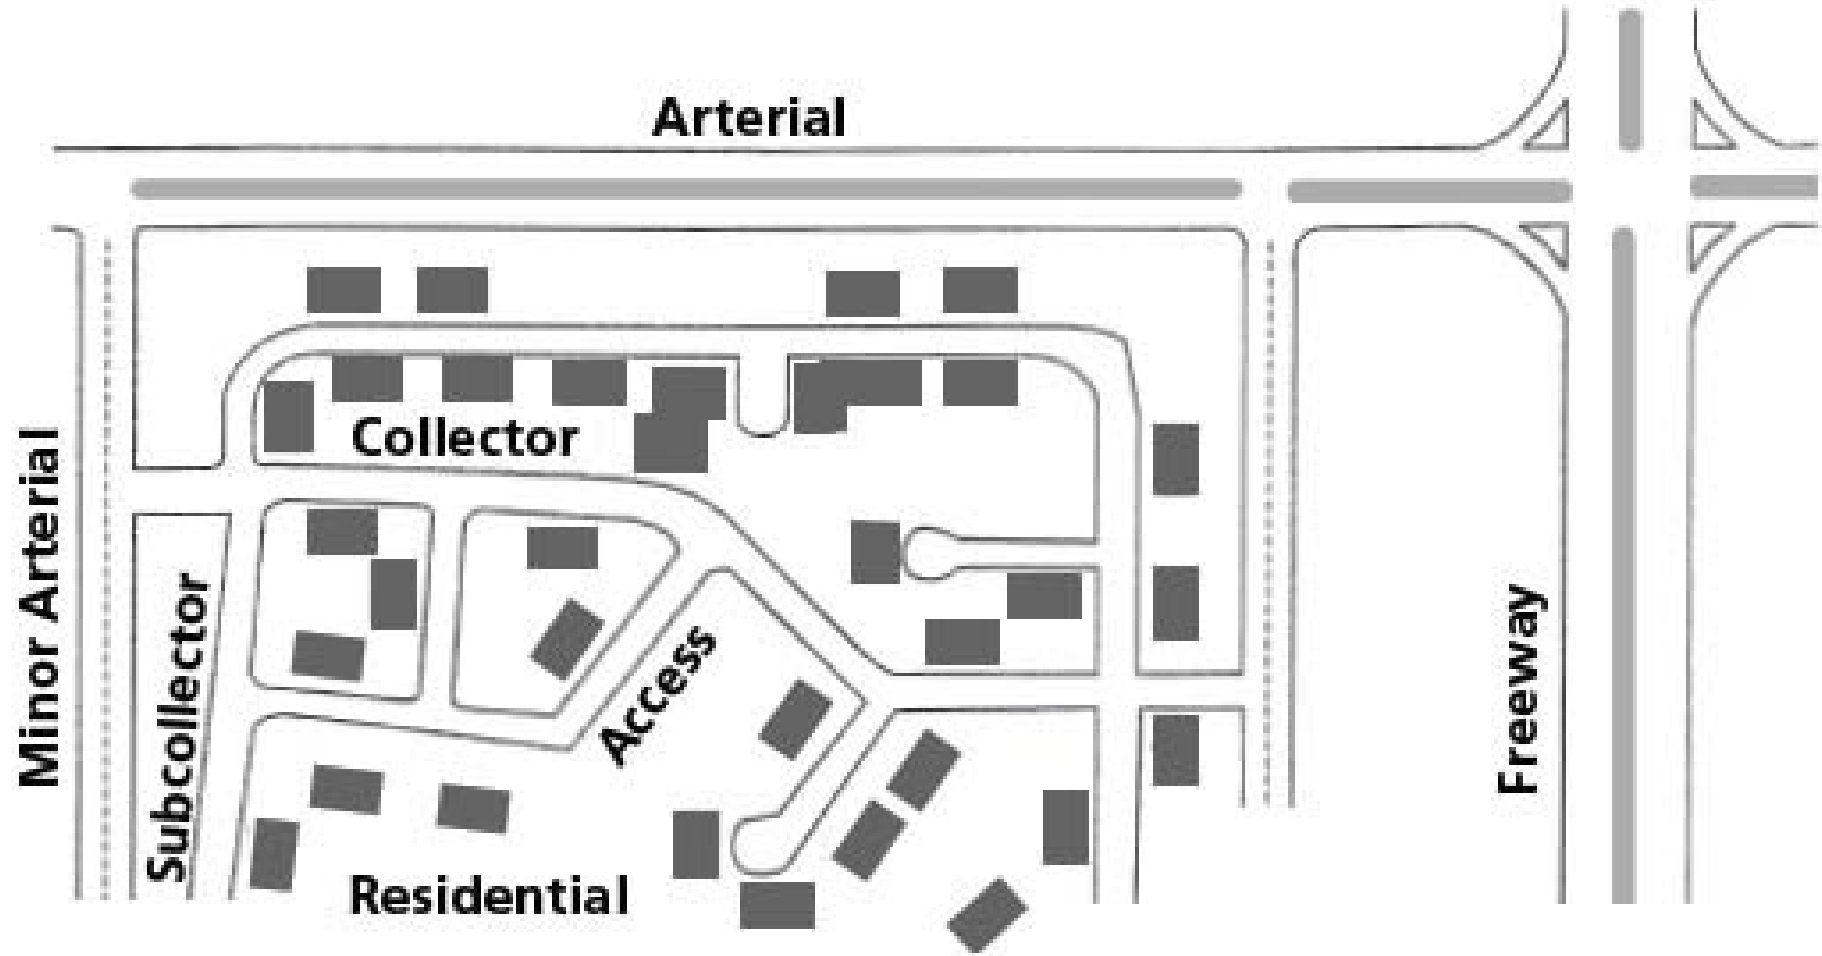 Arterial
Collector
Minor Arterial
Subcollector
Access
Freeway
Residential